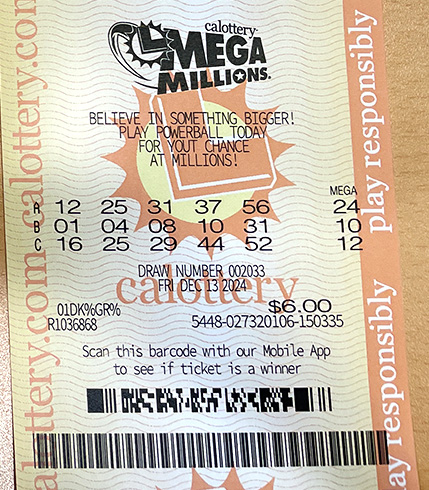 calottery
MEGA
MILLIONS.
BELIEVE IN SOMETHING BIGGER!
PLAY POWERBALL TODAY
FOR YOUT CHANCE
AT MILLIONS!
MEGA
A 12 25 31 37 56 24
B 01 04 08 10 31 10
C 16 25 29 44 52 12
DRAW NUMBER 002033
FRI DEC 13 2024
calottery
01DK%GR% $6.00
R1036868 5448-027320106-150335
Scan this barcode with our Mobile App
to see if ticket is a winner
calottery.com
calottery.com
play responsibly
play responsibly